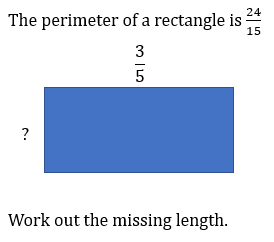 The perimeter of a rectangle is 24/15
3/5
?
Work out the missing length.